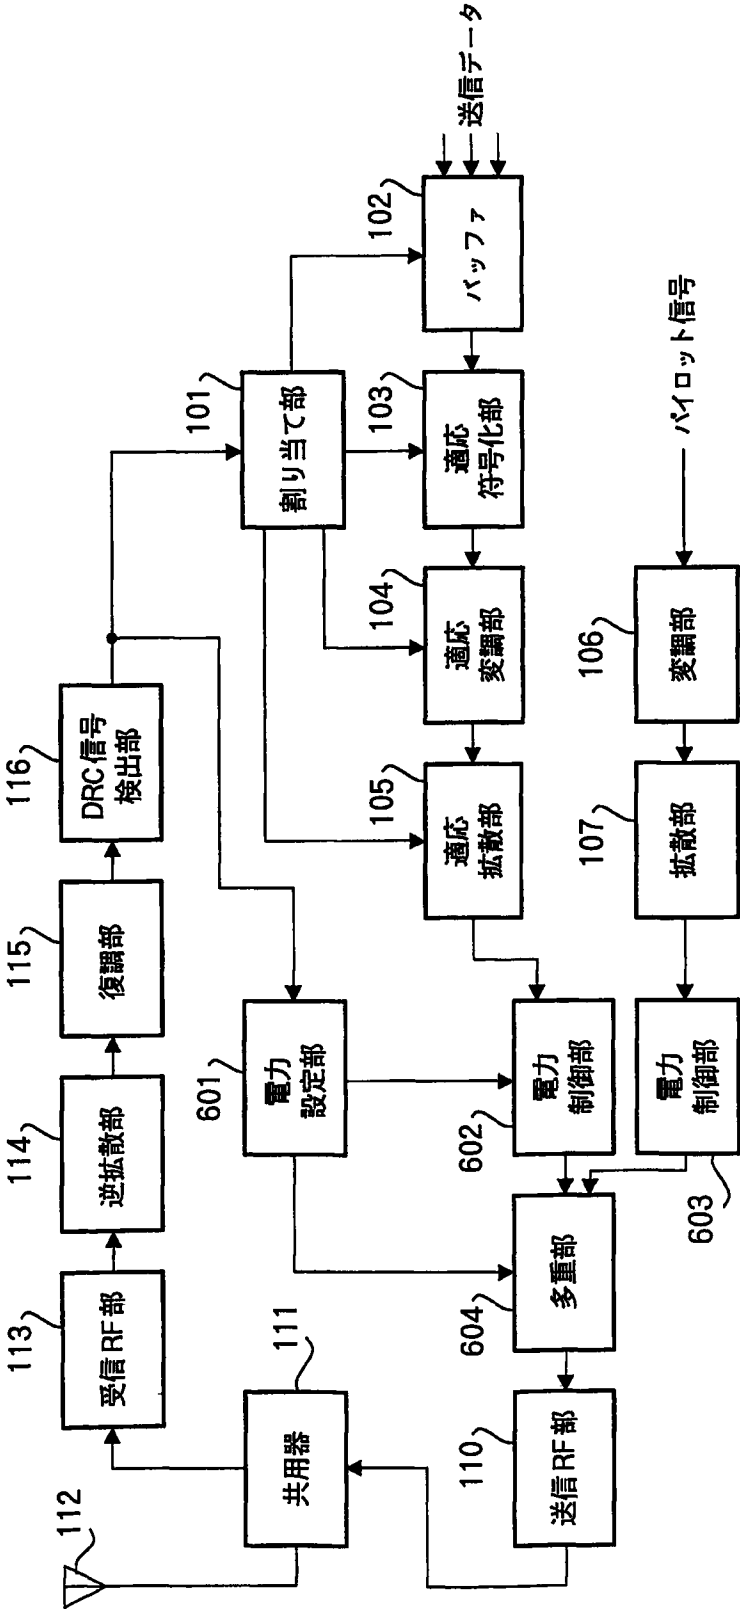 112
113
受信RF部
114
逆拡散部
115
復調部
116
DRC信号
検出部
111
共用器
601
電力
設定部
101
割り当て部
110
送信RF部
604
多重部
602
電力
制御部
105
適応
拡散部
104
適応
変調部
103
適応
符号化部
102
バッファ
送信データ
603
電力
制御部
107
拡散部
106
変調部
パイロット信号